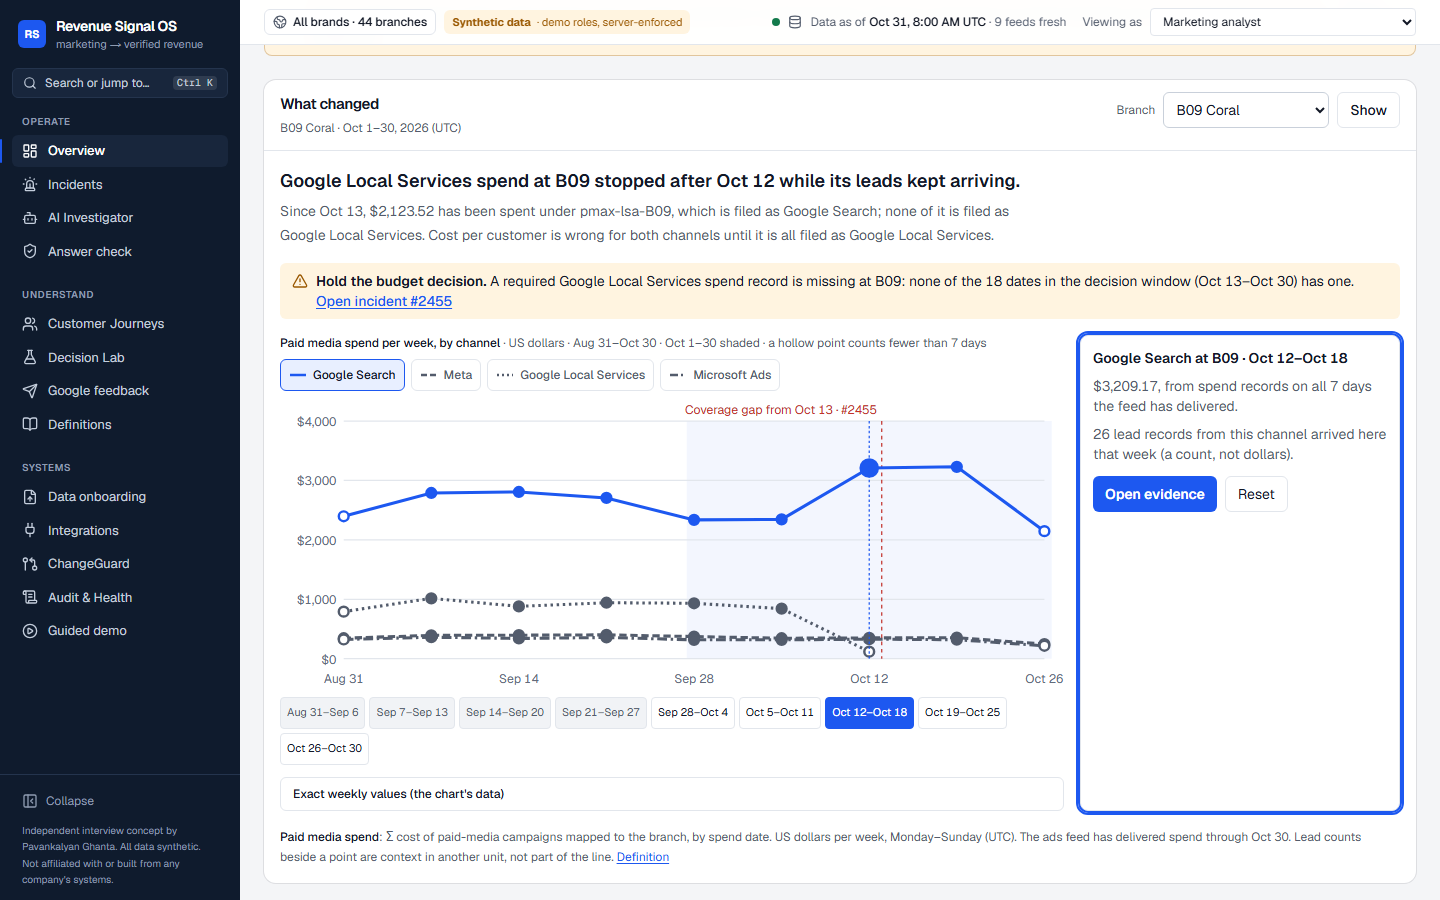 RS
Revenue Signal OS
marketing → verified revenue
Search or jump to...
Ctrl K
OPERATE
Overview
Incidents
AI Investigator
Answer check
UNDERSTAND
Customer Journeys
Decision Lab
Google feedback
Definitions
SYSTEMS
Data onboarding
Integrations
ChangeGuard
Audit & Health
Guided demo
Collapse
Independent interview concept by
Pavankalyan Ghanta. All data synthetic.
Not affiliated with or built from any
company's systems.
All brands · 44 branches
Synthetic data · demo roles, server-enforced
Data as of Oct 31, 8:00 AM UTC · 9 feeds fresh
Viewing as
Marketing analyst
What changed
B09 Coral · Oct 1–30, 2026 (UTC)
Branch
B09 Coral
Show
Google Local Services spend at B09 stopped after Oct 12 while its leads kept arriving.
Since Oct 13, $2,123.52 has been spent under pmax-lsa-B09, which is filed as Google Search; none of it is filed as
Google Local Services. Cost per customer is wrong for both channels until it is all filed as Google Local Services.
Hold the budget decision. A required Google Local Services spend record is missing at B09: none of the 18 dates in the decision window (Oct 13–Oct 30) has one.
Open incident #2455
Paid media spend per week, by channel · US dollars · Aug 31–Oct 30 · Oct 1–30 shaded · a hollow point counts fewer than 7 days
Google Search
Meta
Google Local Services
Microsoft Ads
Coverage gap from Oct 13 · #2455
$4,000
$3,000
$2,000
$1,000
$0
Aug 31
Sep 14
Sep 28
Oct 12
Oct 26
Aug 31–Sep 6
Sep 7–Sep 13
Sep 14–Sep 20
Sep 21–Sep 27
Sep 28–Oct 4
Oct 5–Oct 11
Oct 12–Oct 18
Oct 19–Oct 25
Oct 26–Oct 30
Exact weekly values (the chart's data)
Google Search at B09 · Oct 12–Oct 18
$3,209.17, from spend records on all 7 days
the feed has delivered.
26 lead records from this channel arrived here
that week (a count, not dollars).
Open evidence
Reset
Paid media spend: Σ cost of paid-media campaigns mapped to the branch, by spend date. US dollars per week, Monday–Sunday (UTC). The ads feed has delivered spend through Oct 30. Lead counts
beside a point are context in another unit, not part of the line. Definition